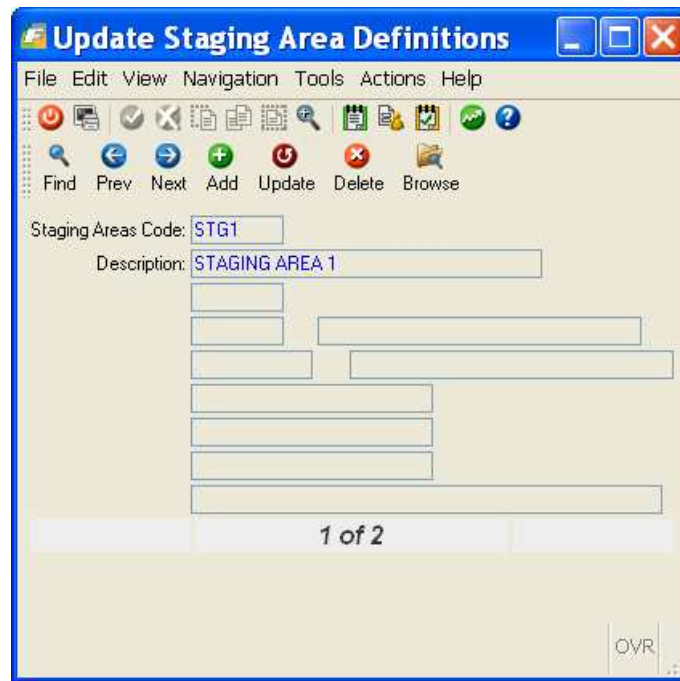 Update Staging Area Definitions
File Edit View Navigation Tools Actions Help
Find Prev Next Add Update Delete Browse
Staging Areas Code: STG1
Description: STAGING AREA 1
1 of 2
OVR